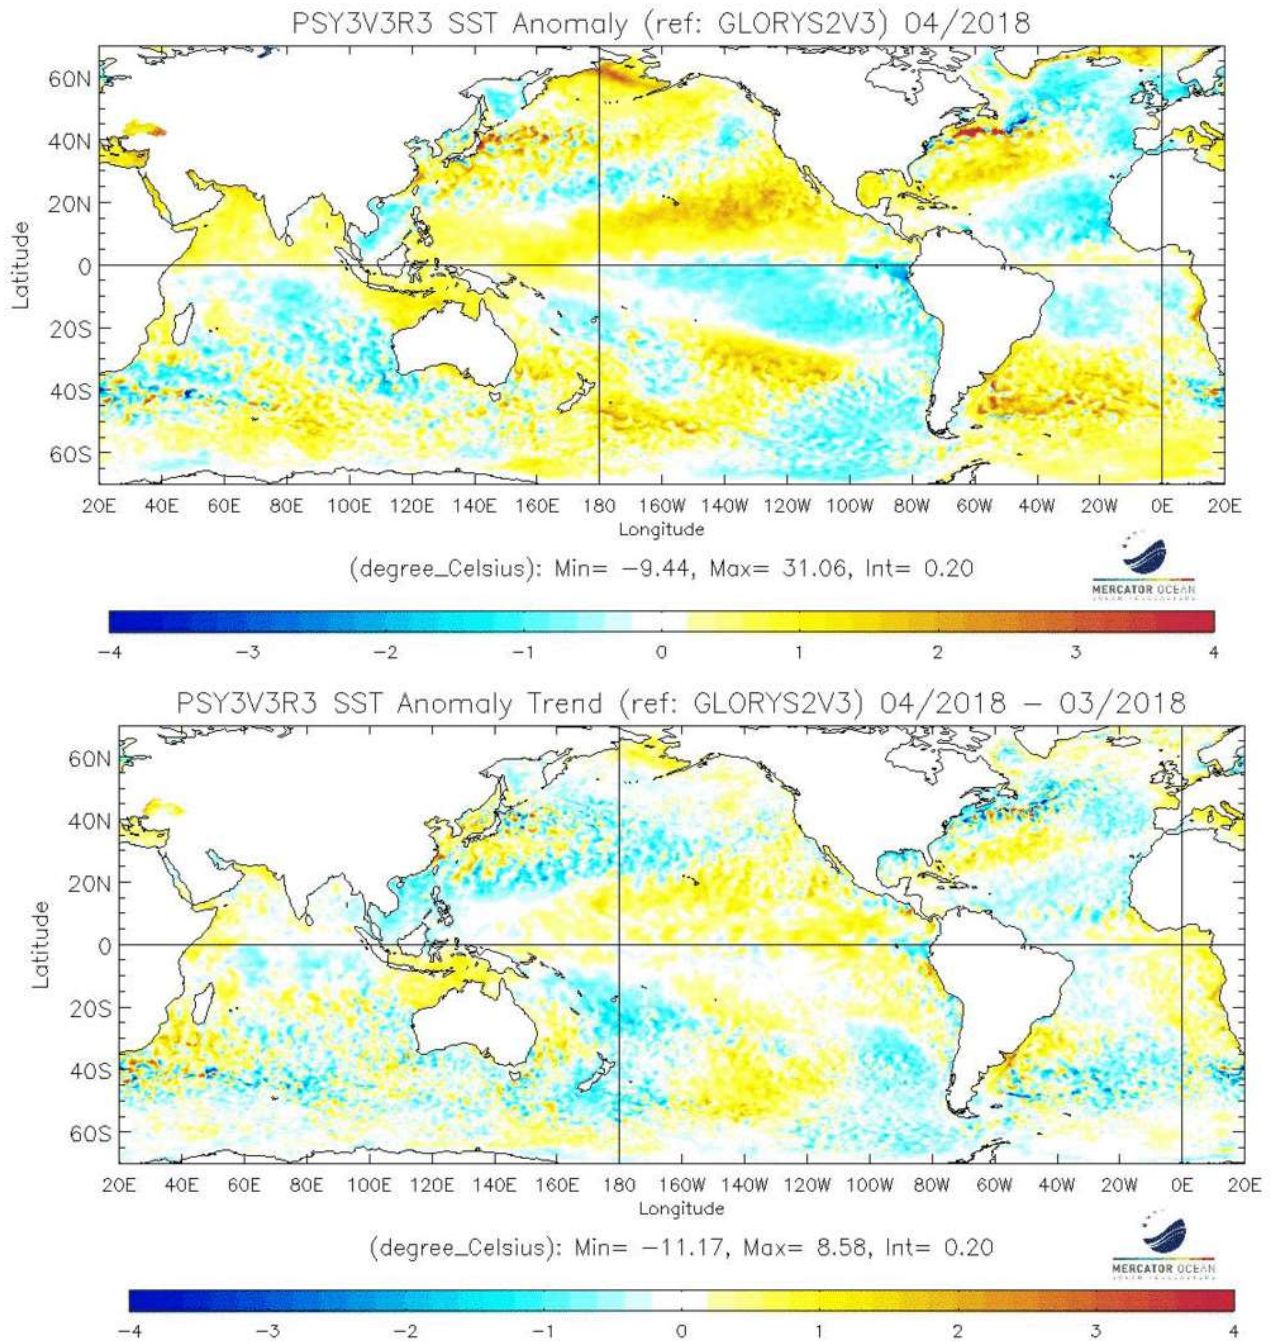 PSY3V3R3 SST Anomaly (ref: GLORYS2V3) 04/2018
60N
40N
20N
0
20S
40S
60S
Latitude
20E 40E 60E 80E 100E 120E 140E 160E 180 160W 140W 120W 100W 80W 60W 40W 20W 0E 20E
Longitude
(degree_Celsius): Min= -9.44, Max= 31.06, Int= 0.20
MERCATOR OCEAN
-4 -3 -2 -1 0 1 2 3 4
PSY3V3R3 SST Anomaly Trend (ref: GLORYS2V3) 04/2018 - 03/2018
60N
40N
20N
0
20S
40S
60S
Latitude
20E 40E 60E 80E 100E 120E 140E 160E 180 160W 140W 120W 100W 80W 60W 40W 20W 0E 20E
Longitude
(degree_Celsius): Min= -11.17, Max= 8.58, Int= 0.20
MERCATOR OCEAN
-4 -3 -2 -1 0 1 2 3 4